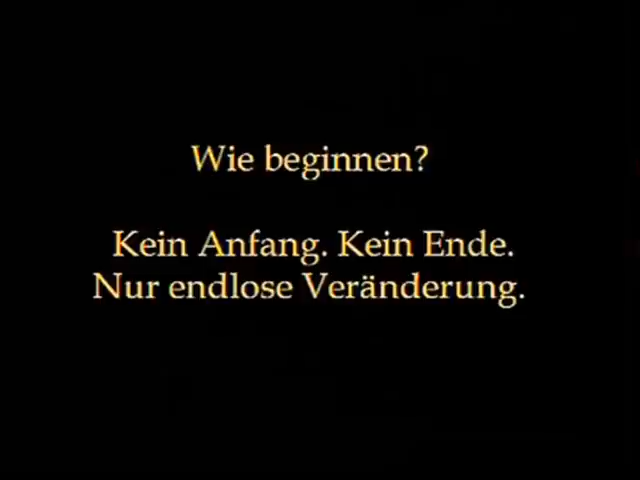 Wie beginnen?
Kein Anfang. Kein Ende.
Nur endlose Veränderung.